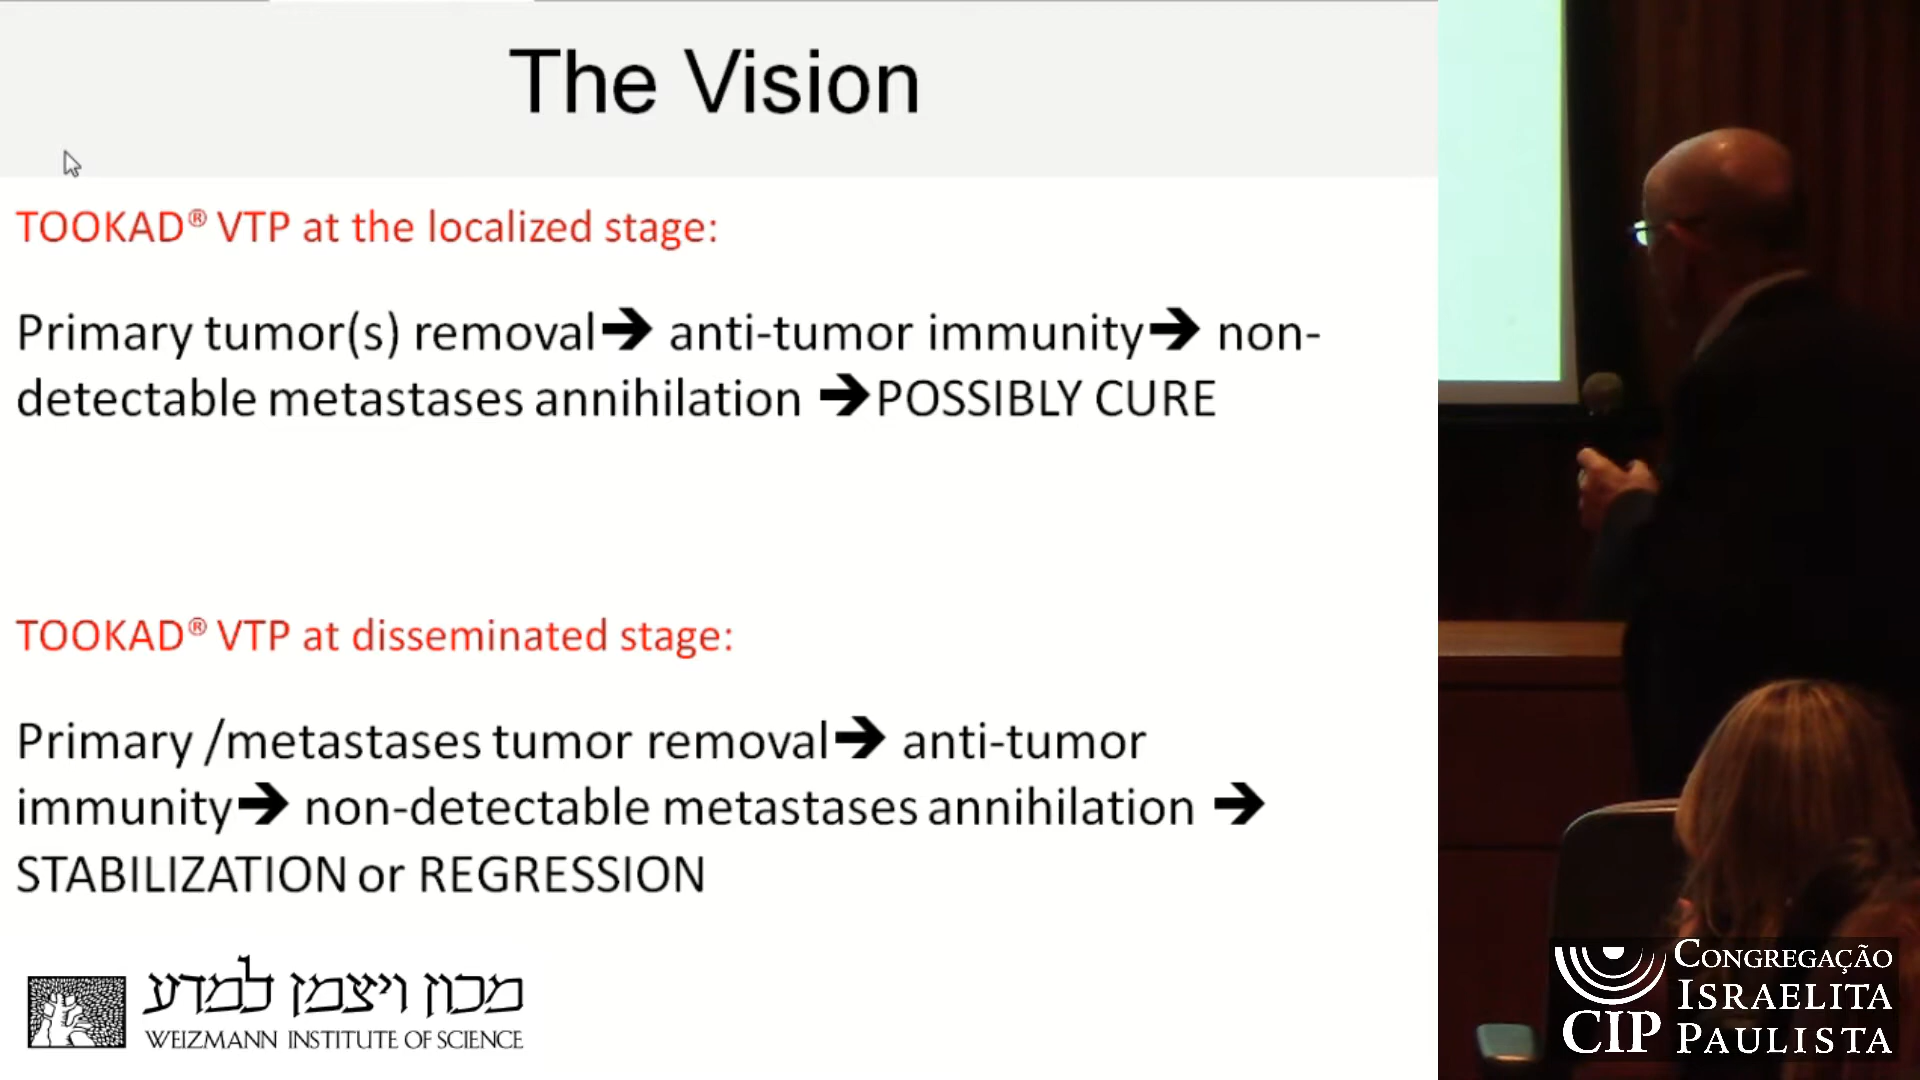 The Vision
TOOKAD® VTP at the localized stage:
Primary tumor(s) removal➔ anti-tumor immunity➔ non-
detectable metastases annihilation ➔POSSIBLY CURE
TOOKAD® VTP at disseminated stage:
Primary /metastases tumor removal➔ anti-tumor
immunity➔ non-detectable metastases annihilation ➔
STABILIZATION or REGRESSION
מכון ויצמן למדע
WEIZMANN INSTITUTE OF SCIENCE
CONGREGAÇÃO
ISRAELITA
CIP PAULISTA